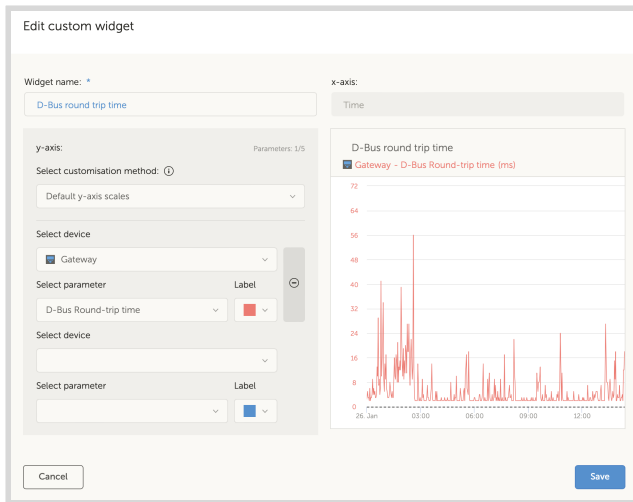 Edit custom widget
Widget name: *
D-Bus round trip time
x-axis:
Time
y-axis:
Parameters: 1/5
Select customisation method:
Default y-axis scales
Select device
Gateway
Select parameter
Label
D-Bus Round-trip time
Select device
Select parameter
Label
D-Bus round trip time
Gateway - D-Bus Round-trip time (ms)
72
64
56
48
40
32
24
16
8
0
26. Jan
03:00
06:00
09:00
12:00
Cancel
Save